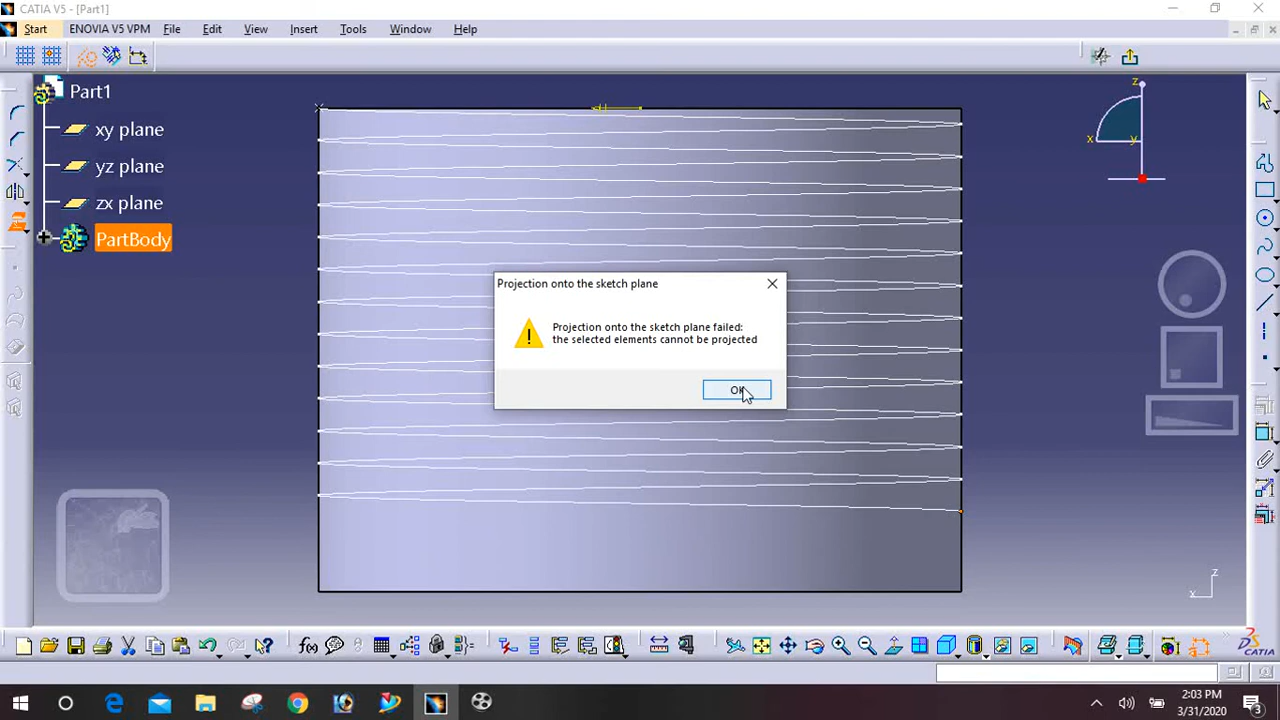 CATIA V5 - [Part1]
Start ENOVIA V5 VPM File Edit View Insert Tools Window Help
Part1
xy plane
yz plane
zx plane
PartBody
z
x y
Projection onto the sketch plane
Projection onto the sketch plane failed:
the selected elements cannot be projected
OK
z
x
f(x)
CATIA
2:03 PM
3/31/2020
3